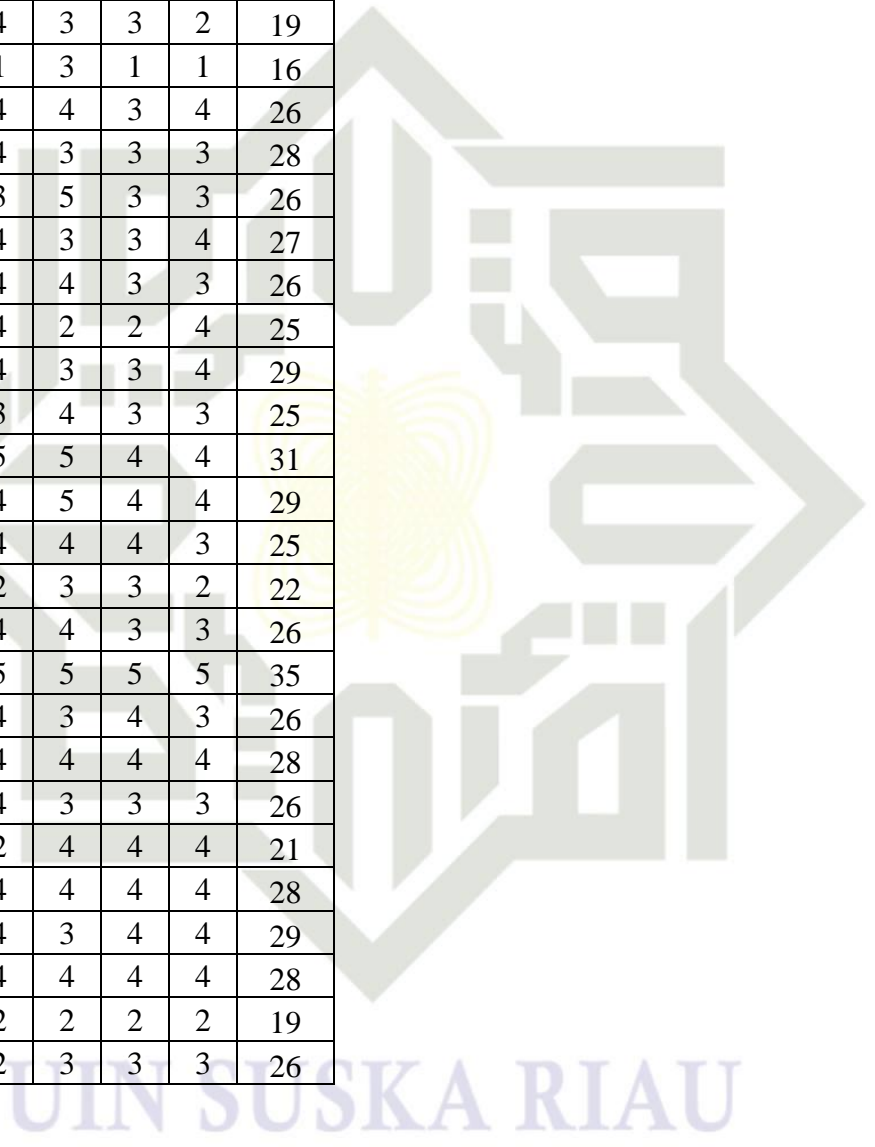 4 3 3 2 19
1 3 1 1 16
4 4 3 4 26
4 3 3 3 28
3 5 3 3 26
4 3 3 4 27
4 4 3 3 26
4 2 2 4 25
4 3 3 4 29
3 4 3 3 25
5 5 4 4 31
4 5 4 4 29
4 4 4 3 25
2 3 3 2 22
4 4 3 3 26
5 5 5 5 35
4 3 4 3 26
4 4 4 4 28
4 3 3 3 26
2 4 4 4 21
4 4 4 4 28
4 3 4 4 29
4 4 4 4 28
2 2 2 2 19
2 3 3 3 26
UIN SUSKA RIAU